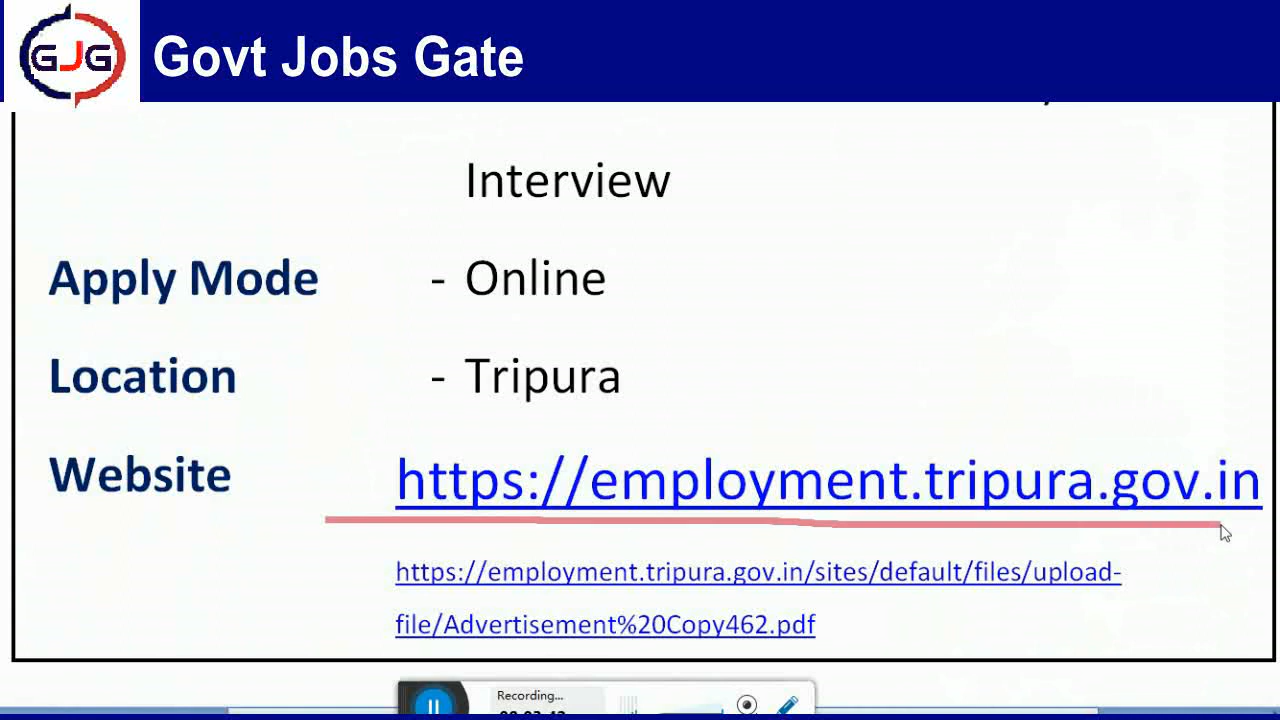 GJG
Govt Jobs Gate
Interview
Apply Mode - Online
Location - Tripura
Website https://employment.tripura.gov.in
https://employment.tripura.gov.in/sites/default/files/upload-
file/Advertisement%20Copy462.pdf
Recording...